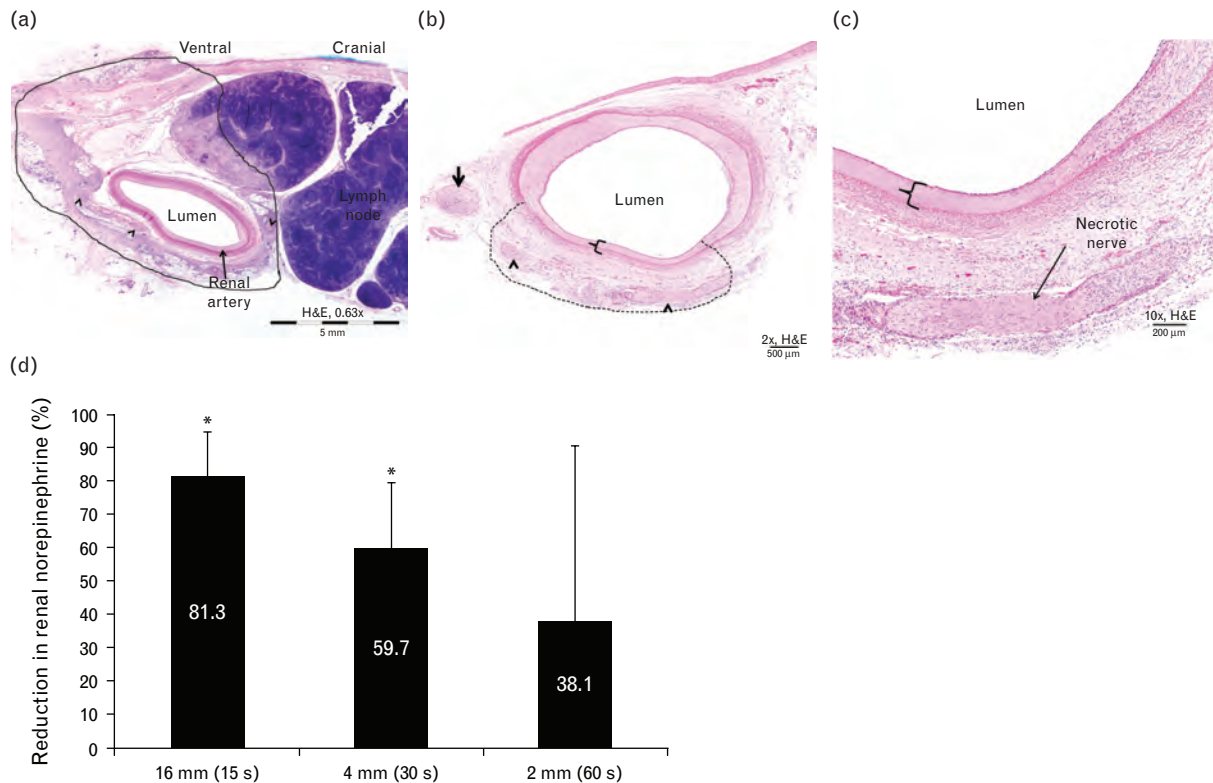 (a)
Ventral
Cranial
Lumen
Lymph
node
Renal
artery
H&E, 0.63x
5 mm
(b)
Lumen
2x, H&E
500 µm
(c)
Lumen
Necrotic
nerve
10x, H&E
200 µm
(d)
Reduction in renal norepinephrine (%)
100
90
80
70
60
50
40
30
20
10
0
*
*
81.3
59.7
38.1
16 mm (15 s)
4 mm (30 s)
2 mm (60 s)